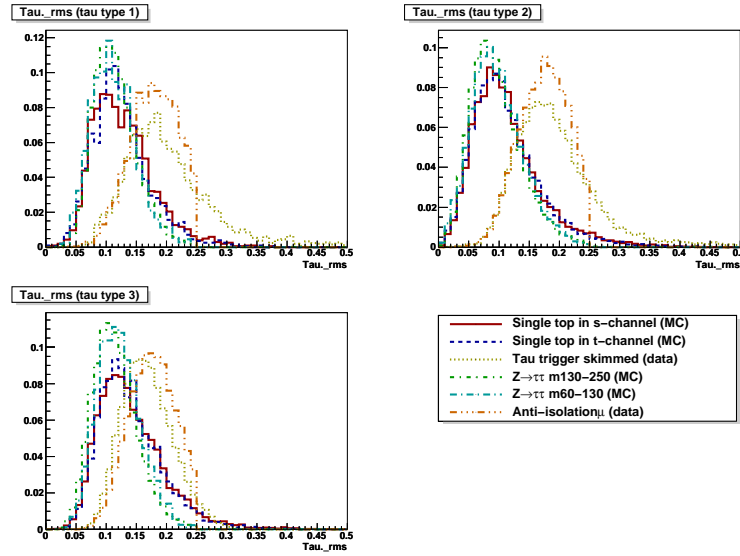 Tau._rms (tau type 1)
0.12
0.1
0.08
0.06
0.04
0.02
0
0 0.05 0.1 0.15 0.2 0.25 0.3 0.35 0.4 0.45 0.5
Tau._rms
Tau._rms (tau type 2)
0.1
0.08
0.06
0.04
0.02
0
0 0.05 0.1 0.15 0.2 0.25 0.3 0.35 0.4 0.45 0.5
Tau._rms
Tau._rms (tau type 3)
0.1
0.08
0.06
0.04
0.02
0
0 0.05 0.1 0.15 0.2 0.25 0.3 0.35 0.4 0.45 0.5
Tau._rms
Single top in s-channel (MC)
Single top in t-channel (MC)
Tau trigger skimmed (data)
Z→ττ m130-250 (MC)
Z→ττ m60-130 (MC)
Anti-isolationμ (data)